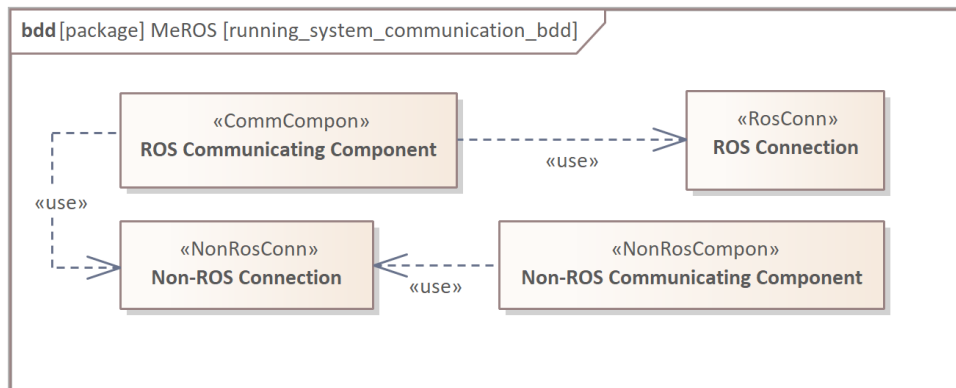 bdd [package] MeROS [running_system_communication_bdd]
«CommCompon»
ROS Communicating Component
«RosConn»
ROS Connection
«use»
«use»
«NonRosConn»
Non-ROS Connection
«NonRosCompon»
Non-ROS Communicating Component
«use»